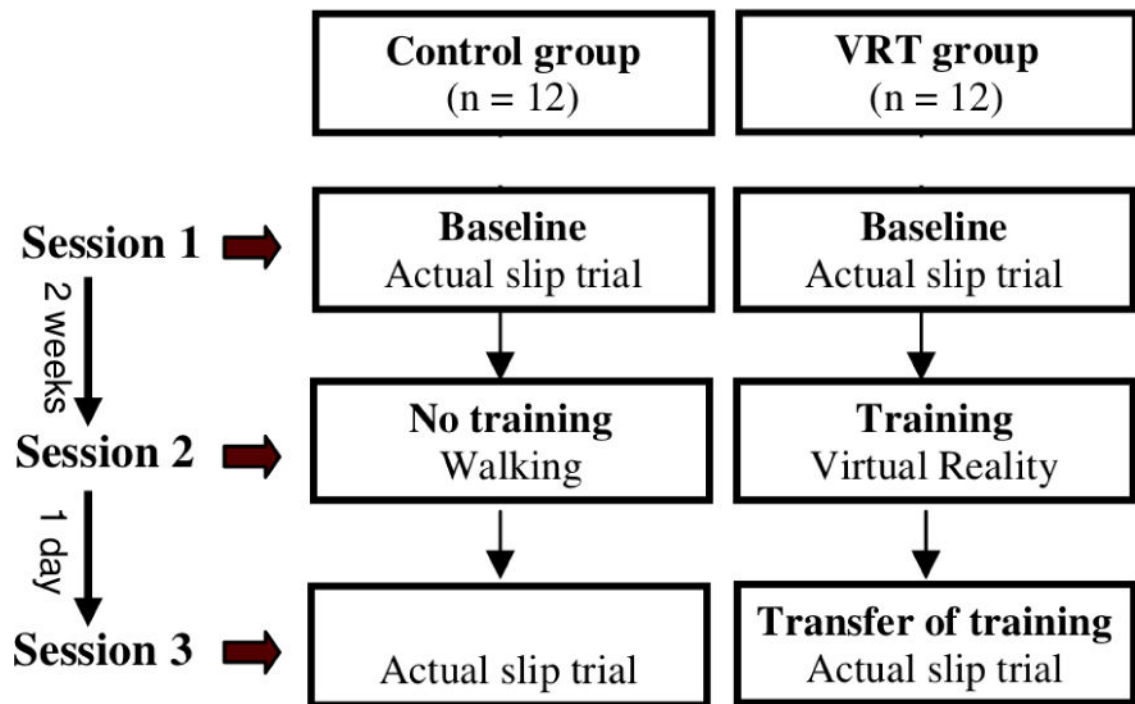 Control group
(n = 12)
VRT group
(n = 12)
Session 1
Baseline
Actual slip trial
Baseline
Actual slip trial
2 weeks
Session 2
No training
Walking
Training
Virtual Reality
1 day
Session 3
Actual slip trial
Transfer of training
Actual slip trial